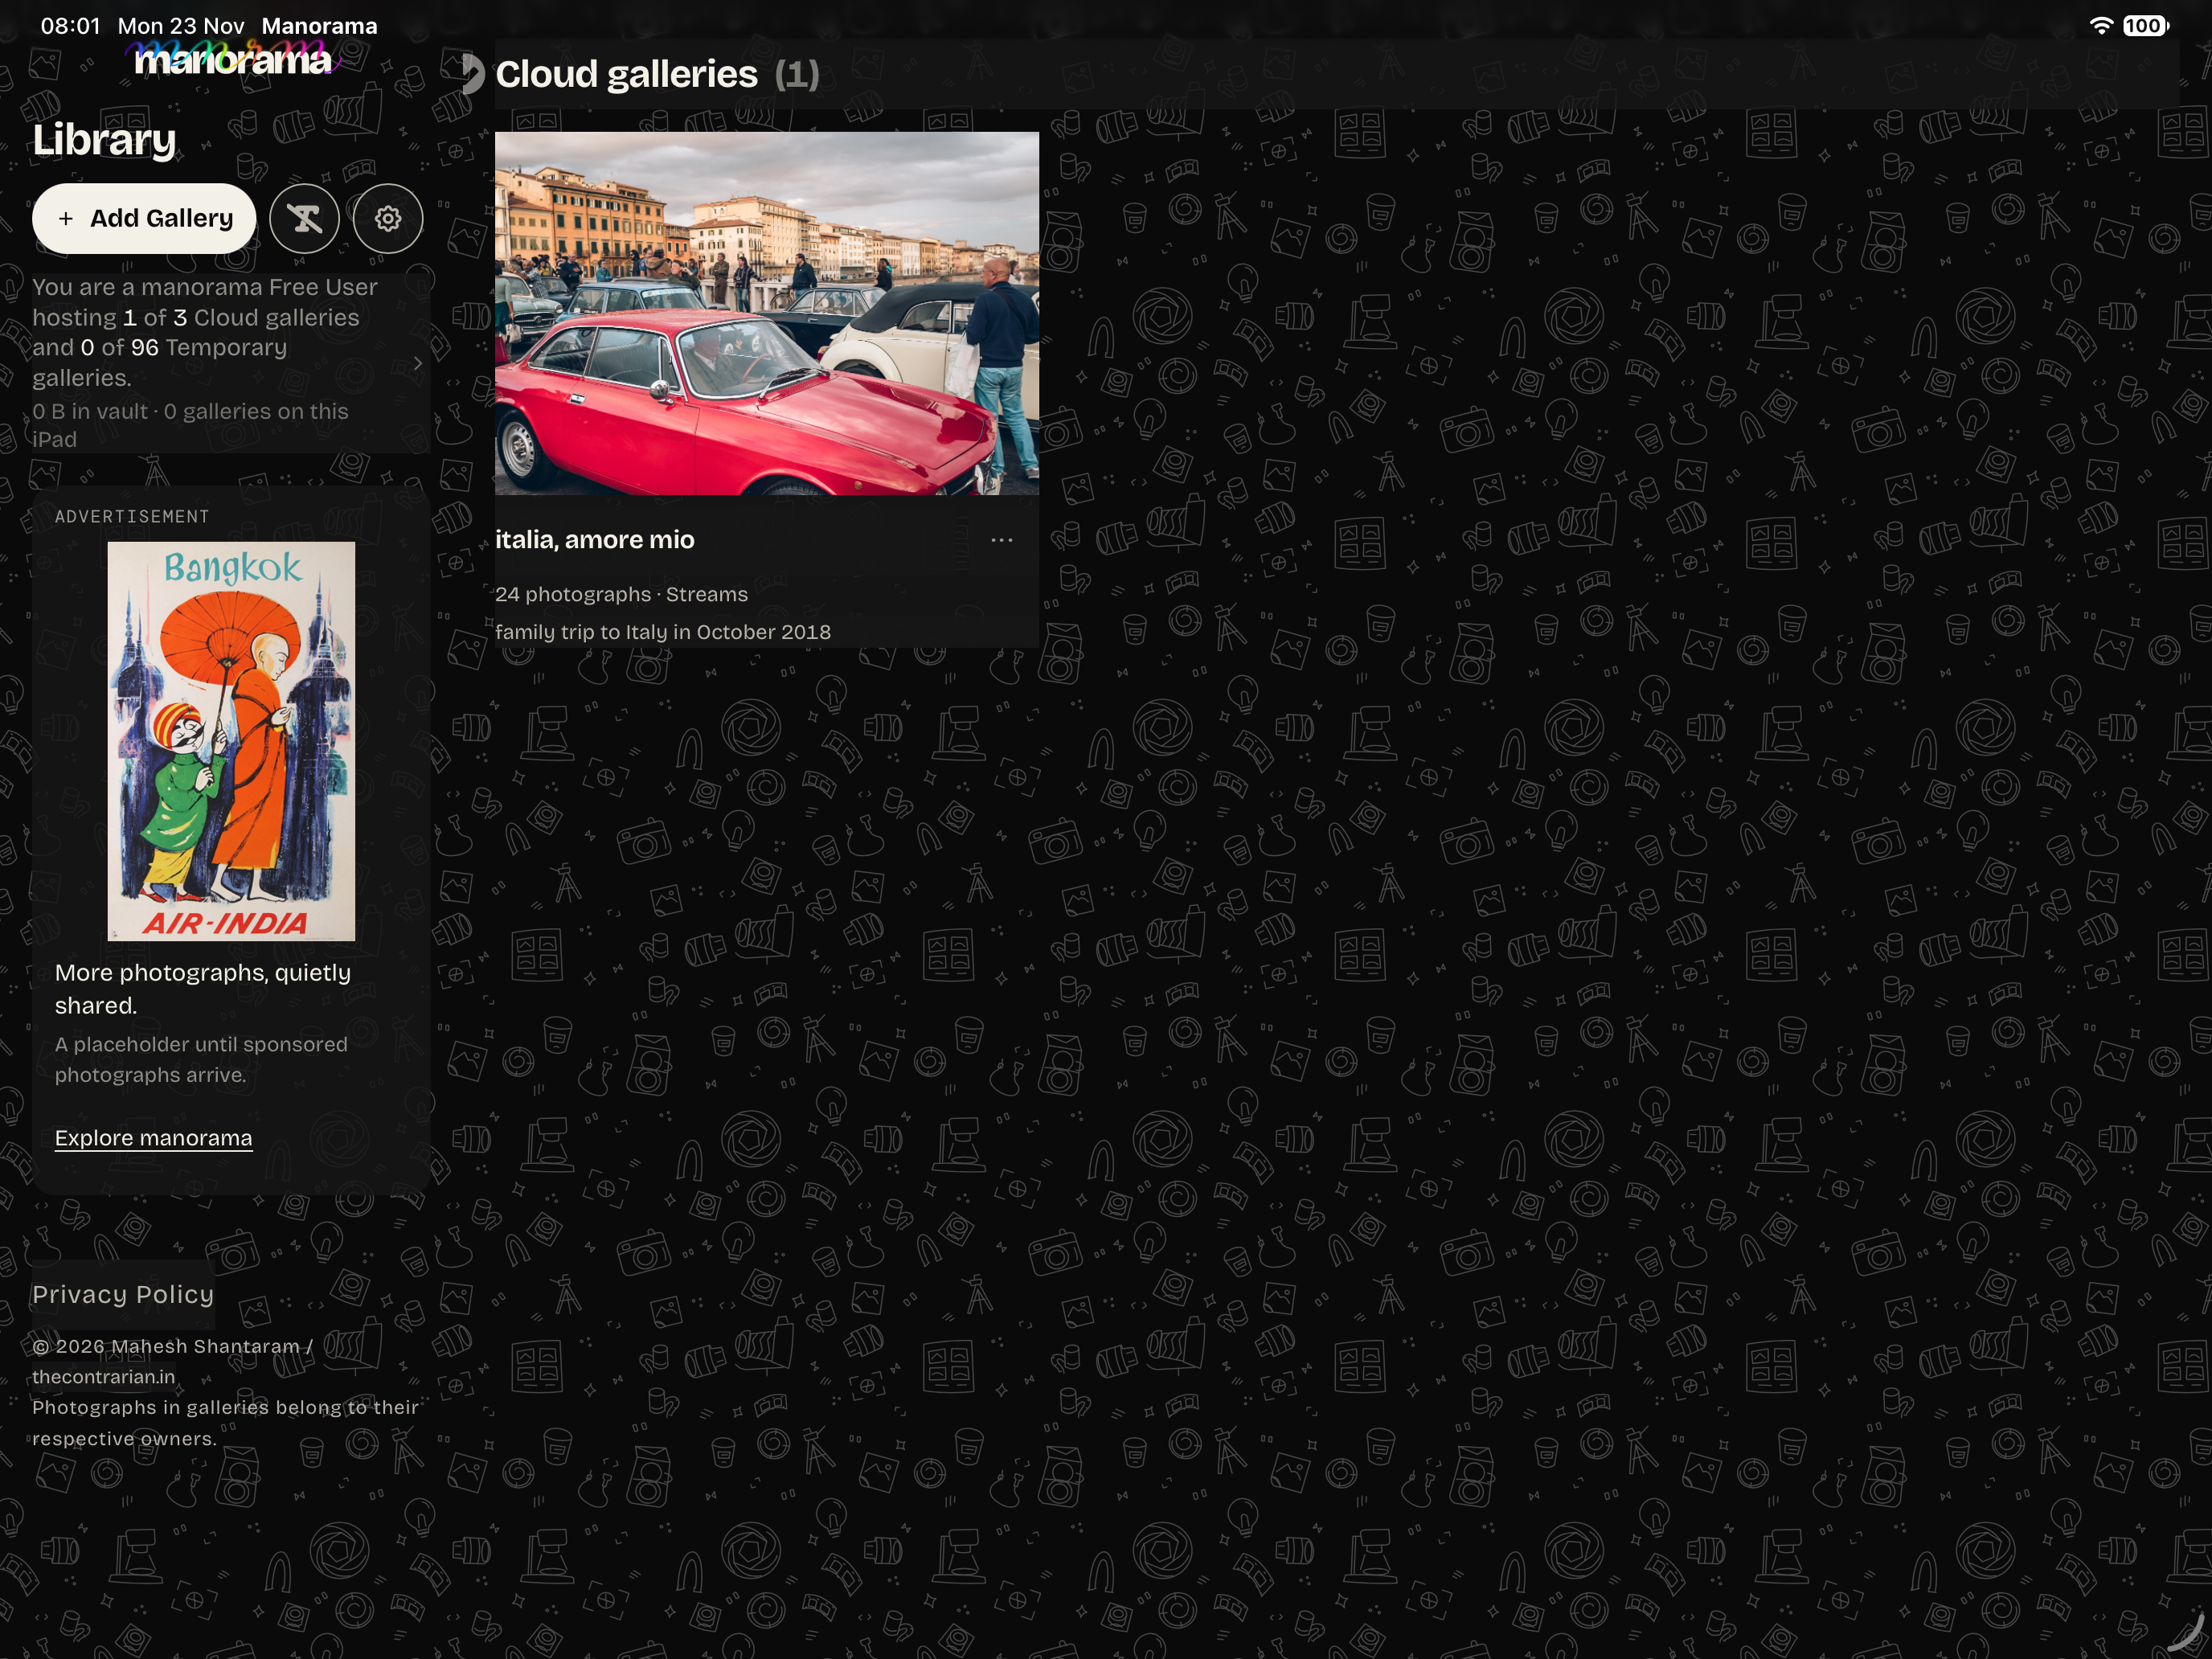 08:01 Mon 23 Nov Manorama
100
manorama
Library
+ Add Gallery
You are a manorama Free User
hosting 1 of 3 Cloud galleries
and 0 of 96 Temporary
galleries.
0 B in vault · 0 galleries on this
iPad
ADVERTISEMENT
Bangkok
AIR-INDIA
More photographs, quietly
shared.
A placeholder until sponsored
photographs arrive.
Explore manorama
Privacy Policy
© 2026 Mahesh Shantaram /
thecontrarian.in
Photographs in galleries belong to their
respective owners.
Cloud galleries (1)
italia, amore mio
24 photographs · Streams
family trip to Italy in October 2018